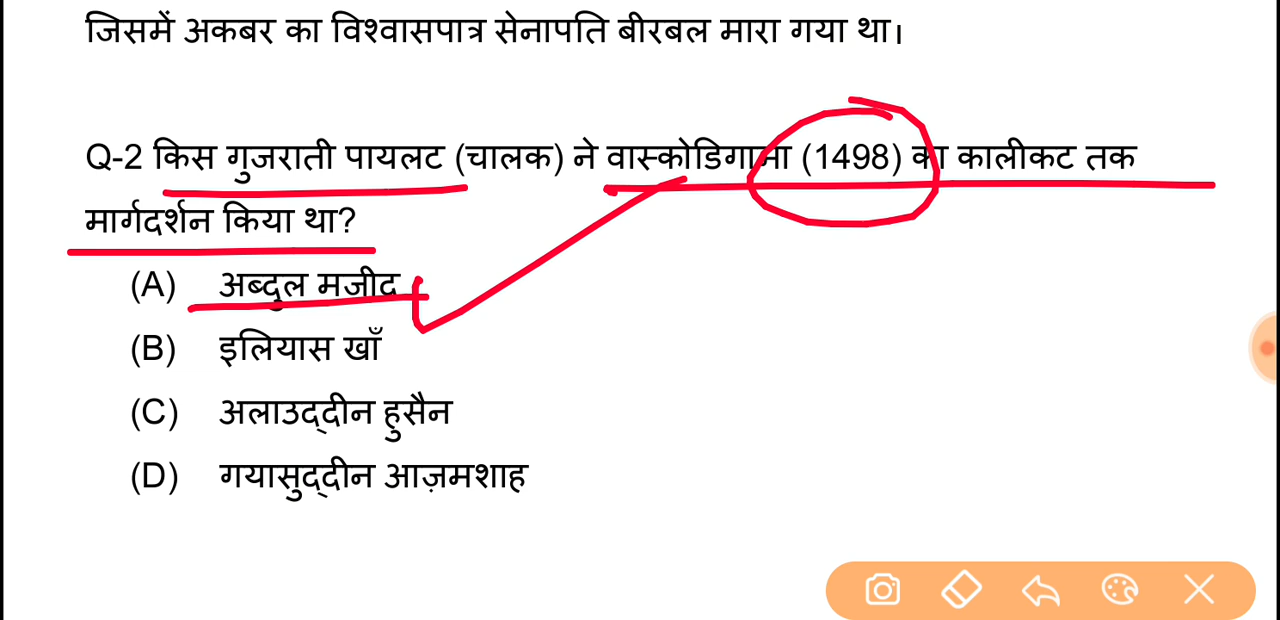 जिसमें अकबर का विश्वासपात्र सेनापति बीरबल मारा गया था।
Q-2 किस गुजराती पायलट (चालक) ने वास्कोडिगामा (1498) का कालीकट तक
मार्गदर्शन किया था?
(A) अब्दुल मजीद
(B) इलियास खाँ
(C) अलाउद्दीन हुसैन
(D) गयासुद्दीन आज़मशाह